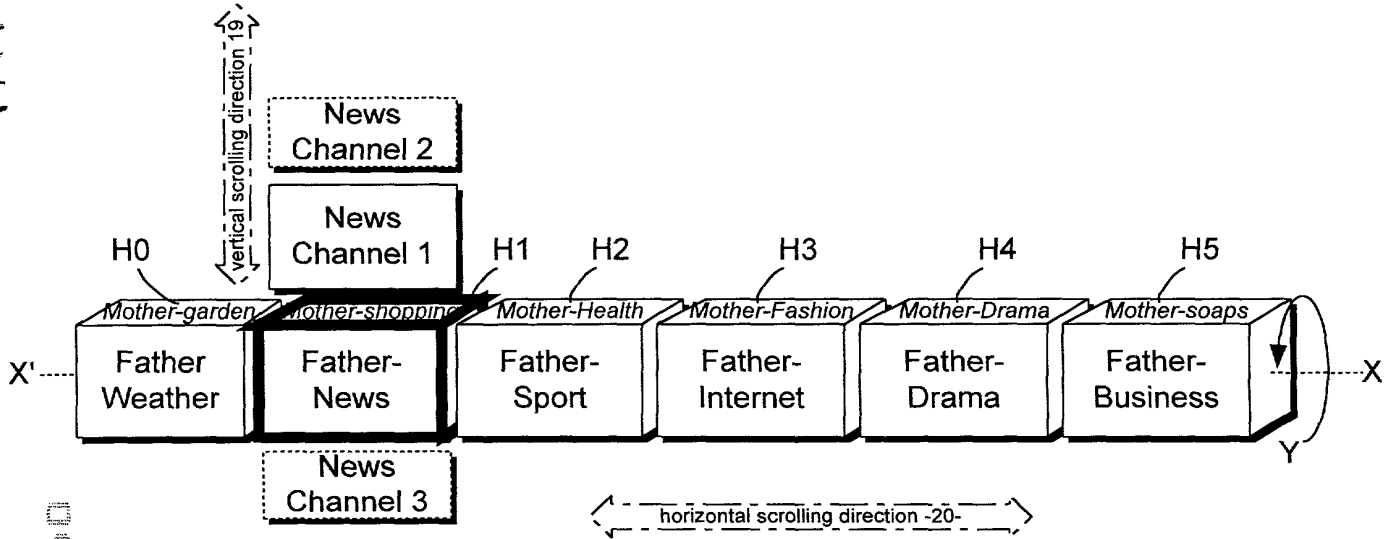 vertical scrolling direction 19
News
Channel 2
News
Channel 1
H0
H1
H2
H3
H4
H5
Mother-garden
Mother-shopping
Mother-Health
Mother-Fashion
Mother-Drama
Mother-soaps
X'
Father
Weather
Father-
News
Father-
Sport
Father-
Internet
Father-
Drama
Father-
Business
X
Y
News
Channel 3
horizontal scrolling direction -20-